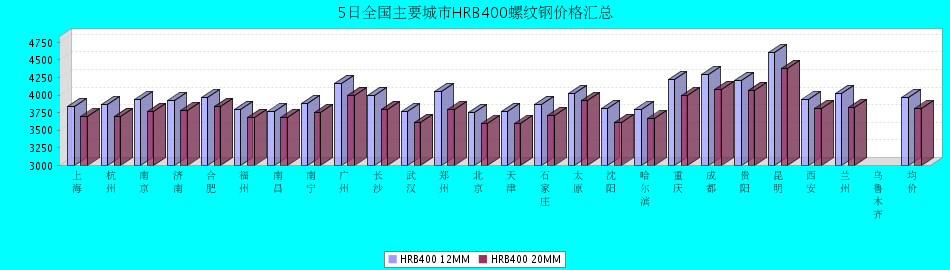 5日全国主要城市HRB400螺纹钢价格汇总
4750
4500
4250
4000
3750
3500
3250
3000
上海
杭州
南京
济南
合肥
福州
南昌
南宁
广州
长沙
武汉
郑州
北京
天津
石家庄
太原
沈阳
哈尔滨
重庆
成都
贵阳
昆明
西安
兰州
乌鲁木齐
均价
HRB400 12MM HRB400 20MM